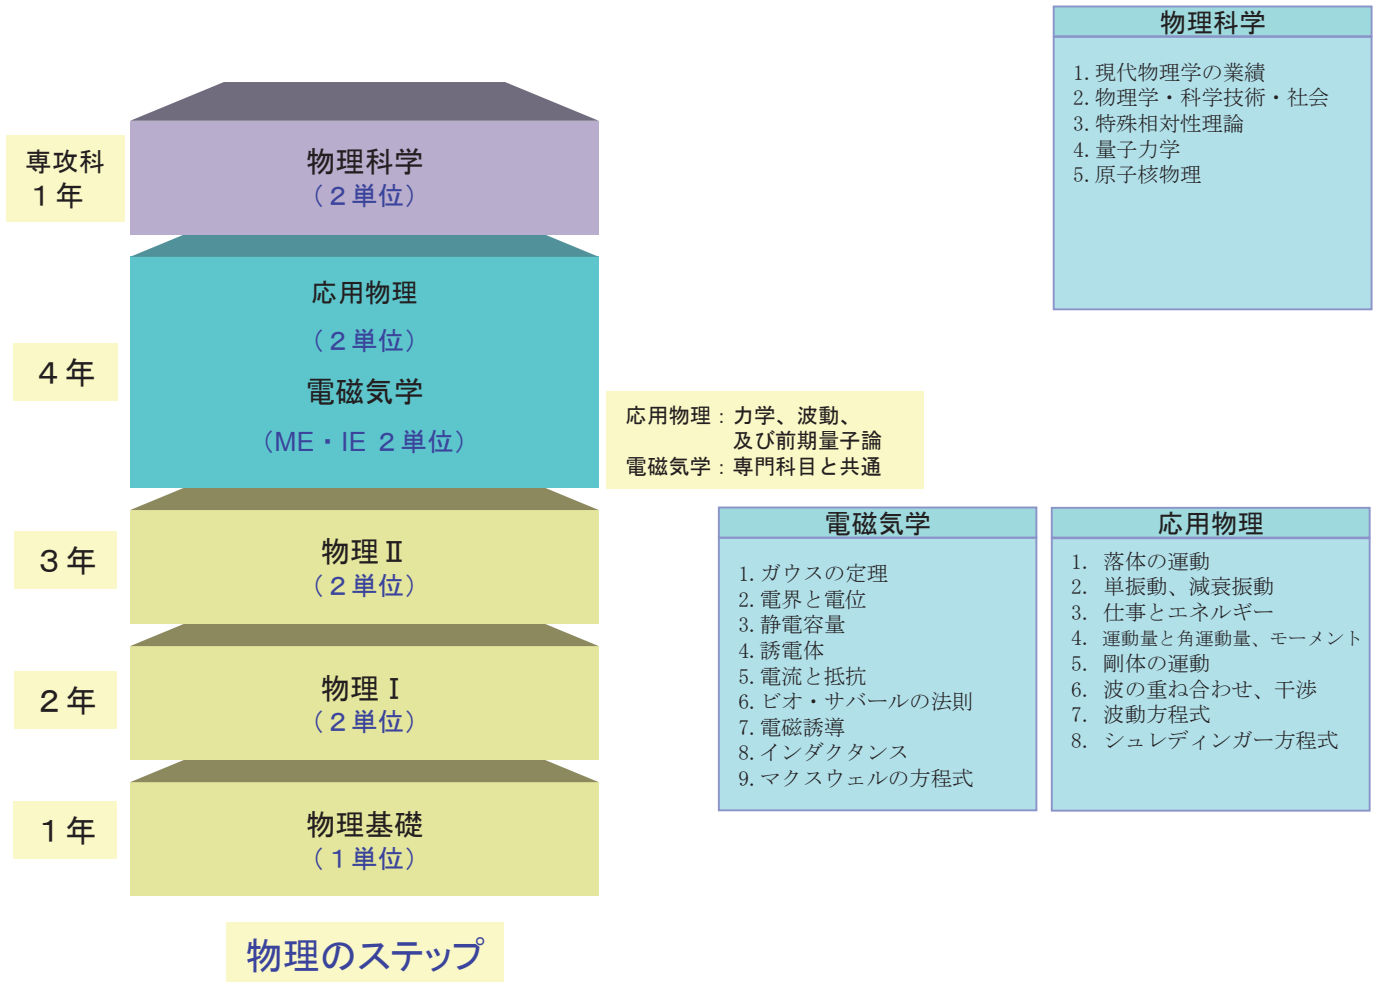 物理科学
1. 現代物理学の業績
2. 物理学・科学技術・社会
3. 特殊相対性理論
4. 量子力学
5. 原子核物理
専攻科
１年
物理科学
（２単位）
４年
応用物理
（２単位）
電磁気学
（ME・IE ２単位）
応用物理：力学、波動、
及び前期量子論
電磁気学：専門科目と共通
３年
物理Ⅱ
（２単位）
２年
物理Ⅰ
（２単位）
１年
物理基礎
（１単位）
物理のステップ
電磁気学
1. ガウスの定理
2. 電界と電位
3. 静電容量
4. 誘電体
5. 電流と抵抗
6. ビオ・サバールの法則
7. 電磁誘導
8. インダクタンス
9. マクスウェルの方程式
応用物理
1. 落体の運動
2. 単振動、減衰振動
3. 仕事とエネルギー
4. 運動量と角運動量、モーメント
5. 剛体の運動
6. 波の重ね合わせ、干渉
7. 波動方程式
8. シュレディンガー方程式